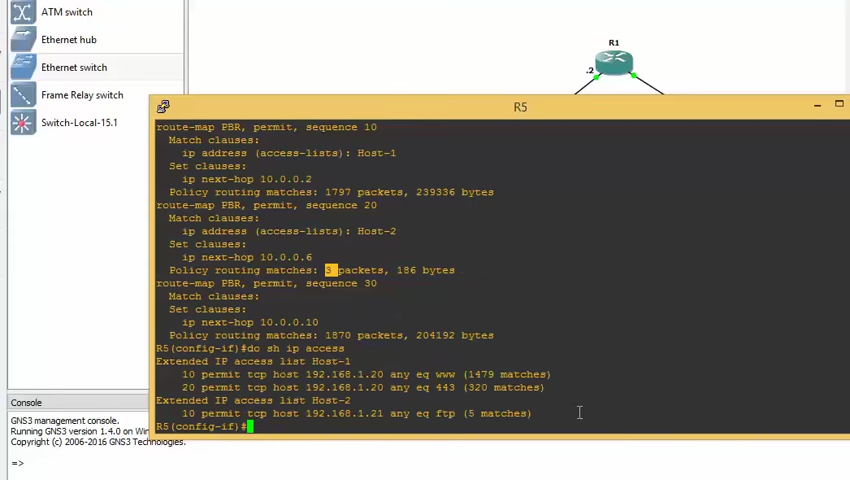 ATM switch
Ethernet hub
Ethernet switch
Frame Relay switch
Switch-Local-15.1
R1
.2
R5
route-map PBR, permit, sequence 10
Match clauses:
ip address (access-lists): Host-1
Set clauses:
ip next-hop 10.0.0.2
Policy routing matches: 1797 packets, 239336 bytes
route-map PBR, permit, sequence 20
Match clauses:
ip address (access-lists): Host-2
Set clauses:
ip next-hop 10.0.0.6
Policy routing matches: 3 packets, 186 bytes
route-map PBR, permit, sequence 30
Match clauses:
Set clauses:
ip next-hop 10.0.0.10
Policy routing matches: 1870 packets, 204192 bytes
R5(config-if)#do sh ip access
Extended IP access list Host-1
10 permit tcp host 192.168.1.20 any eq www (1479 matches)
20 permit tcp host 192.168.1.20 any eq 443 (320 matches)
Extended IP access list Host-2
10 permit tcp host 192.168.1.21 any eq ftp (5 matches)
R5(config-if)#
Console
GNS3 management console.
Running GNS3 version 1.4.0 on Win
Copyright (c) 2006-2016 GNS3 Technologies.
=>